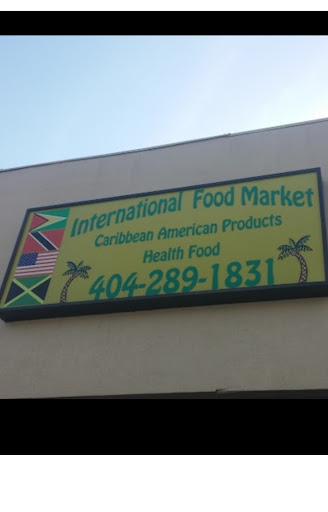 International Food Market
Caribbean American Products
Health Food
404-289-1831